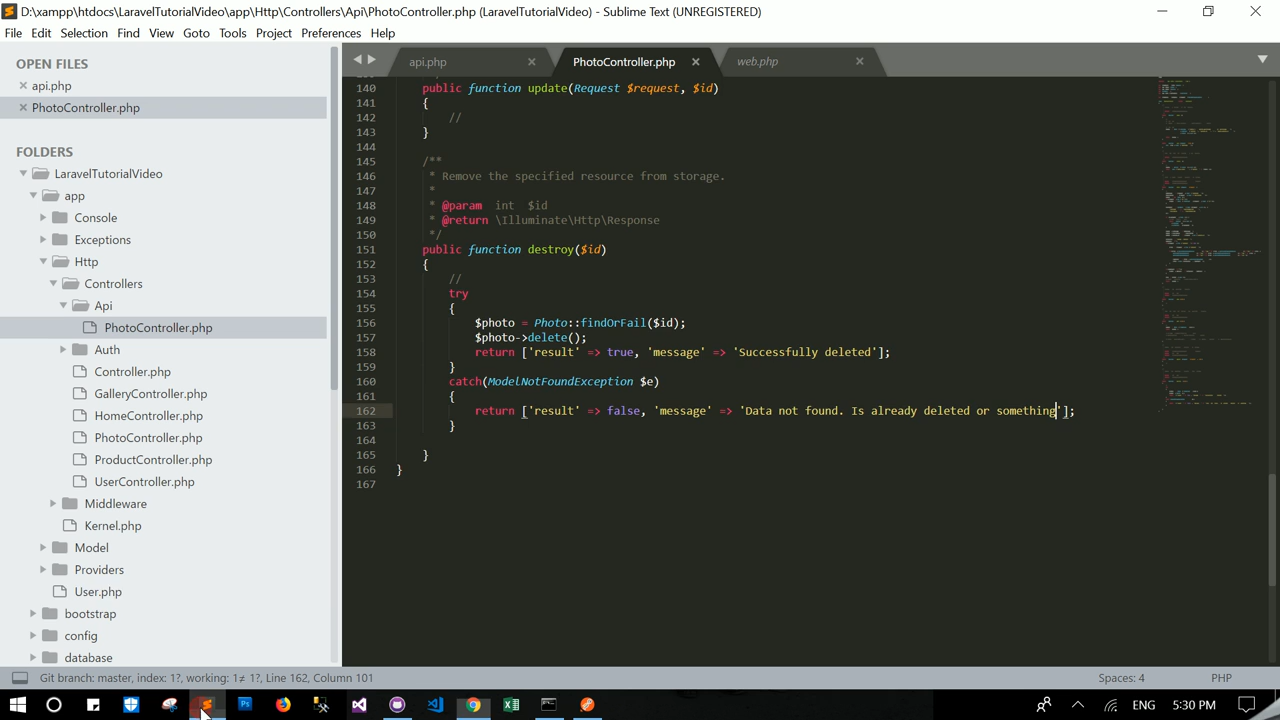 D:\xampp\htdocs\LaravelTutorialVideo\app\Http\Controllers\Api\PhotoController.php (LaravelTutorialVideo) - Sublime Text (UNREGISTERED)
File Edit Selection Find View Goto Tools Project Preferences Help
OPEN FILES
api.php
PhotoController.php
FOLDERS
LaravelTutorialVideo
app
Console
Exceptions
Http
Controllers
Api
PhotoController.php
Auth
Controller.php
GalleryController.php
HomeController.php
ProductController.php
UserController.php
Middleware
Kernel.php
Model
Providers
User.php
bootstrap
config
database
api.php PhotoController.php web.php
140 public function update(Request $request, $id)
141 {
142 //
143 }
144
145 /**
146 * Remove the specified resource from storage.
147 *
148 * @param int $id
149 * @return \Illuminate\Http\Response
150 */
151 public function destroy($id)
152 {
153 //
154 try
155 {
156 $photo = Photo::findOrFail($id);
157 $photo->delete();
158 return ['result' => true, 'message' => 'Successfully deleted'];
159 }
160 catch(ModelNotFoundException $e)
161 {
162 return ['result' => false, 'message' => 'Data not found. Is already deleted or something'];
163 }
164
165 }
166 }
167
Git branch: master, index: 1?, working: 1≠ 1?, Line 162, Column 101 Spaces: 4 PHP
ENG 5:30 PM